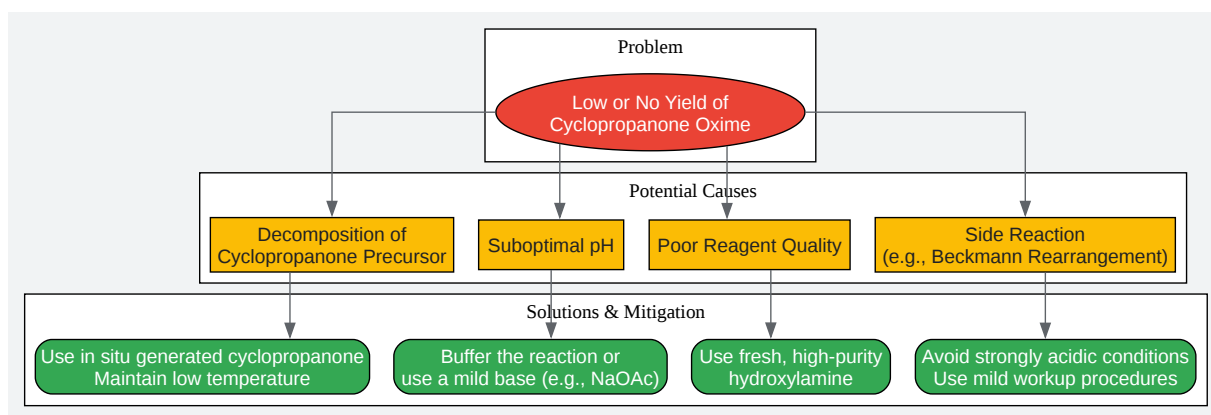 Problem
Low or No Yield of
Cyclopropanone Oxime
Potential Causes
Decomposition of
Cyclopropanone Precursor
Suboptimal pH
Poor Reagent Quality
Side Reaction
(e.g., Beckmann Rearrangement)
Solutions & Mitigation
Use in situ generated cyclopropanone
Maintain low temperature
Buffer the reaction or
use a mild base (e.g., NaOAc)
Use fresh, high-purity
hydroxylamine
Avoid strongly acidic conditions
Use mild workup procedures